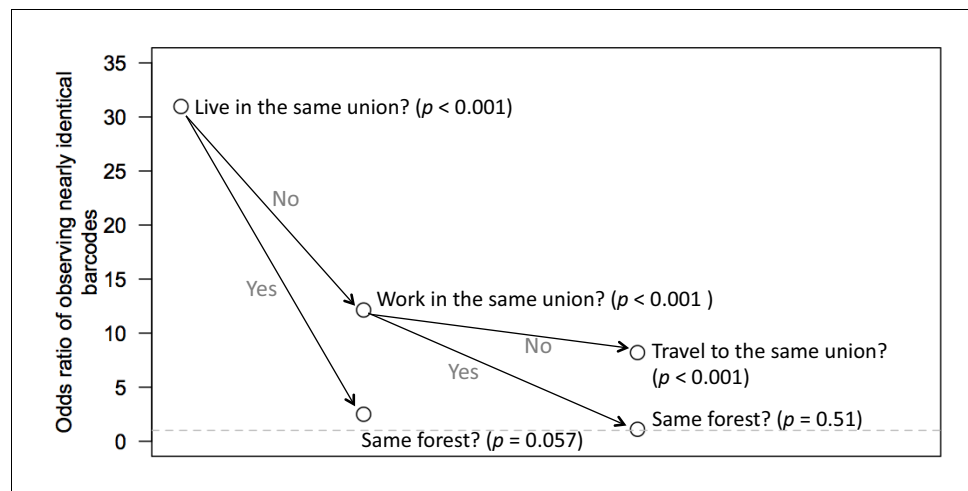 Odds ratio of observing nearly identical
barcodes
35
30
25
20
15
10
5
0
Live in the same union? (p < 0.001)
No
Yes
Work in the same union? (p < 0.001 )
No
Yes
Travel to the same union?
(p < 0.001)
Same forest? (p = 0.51)
Same forest? (p = 0.057)